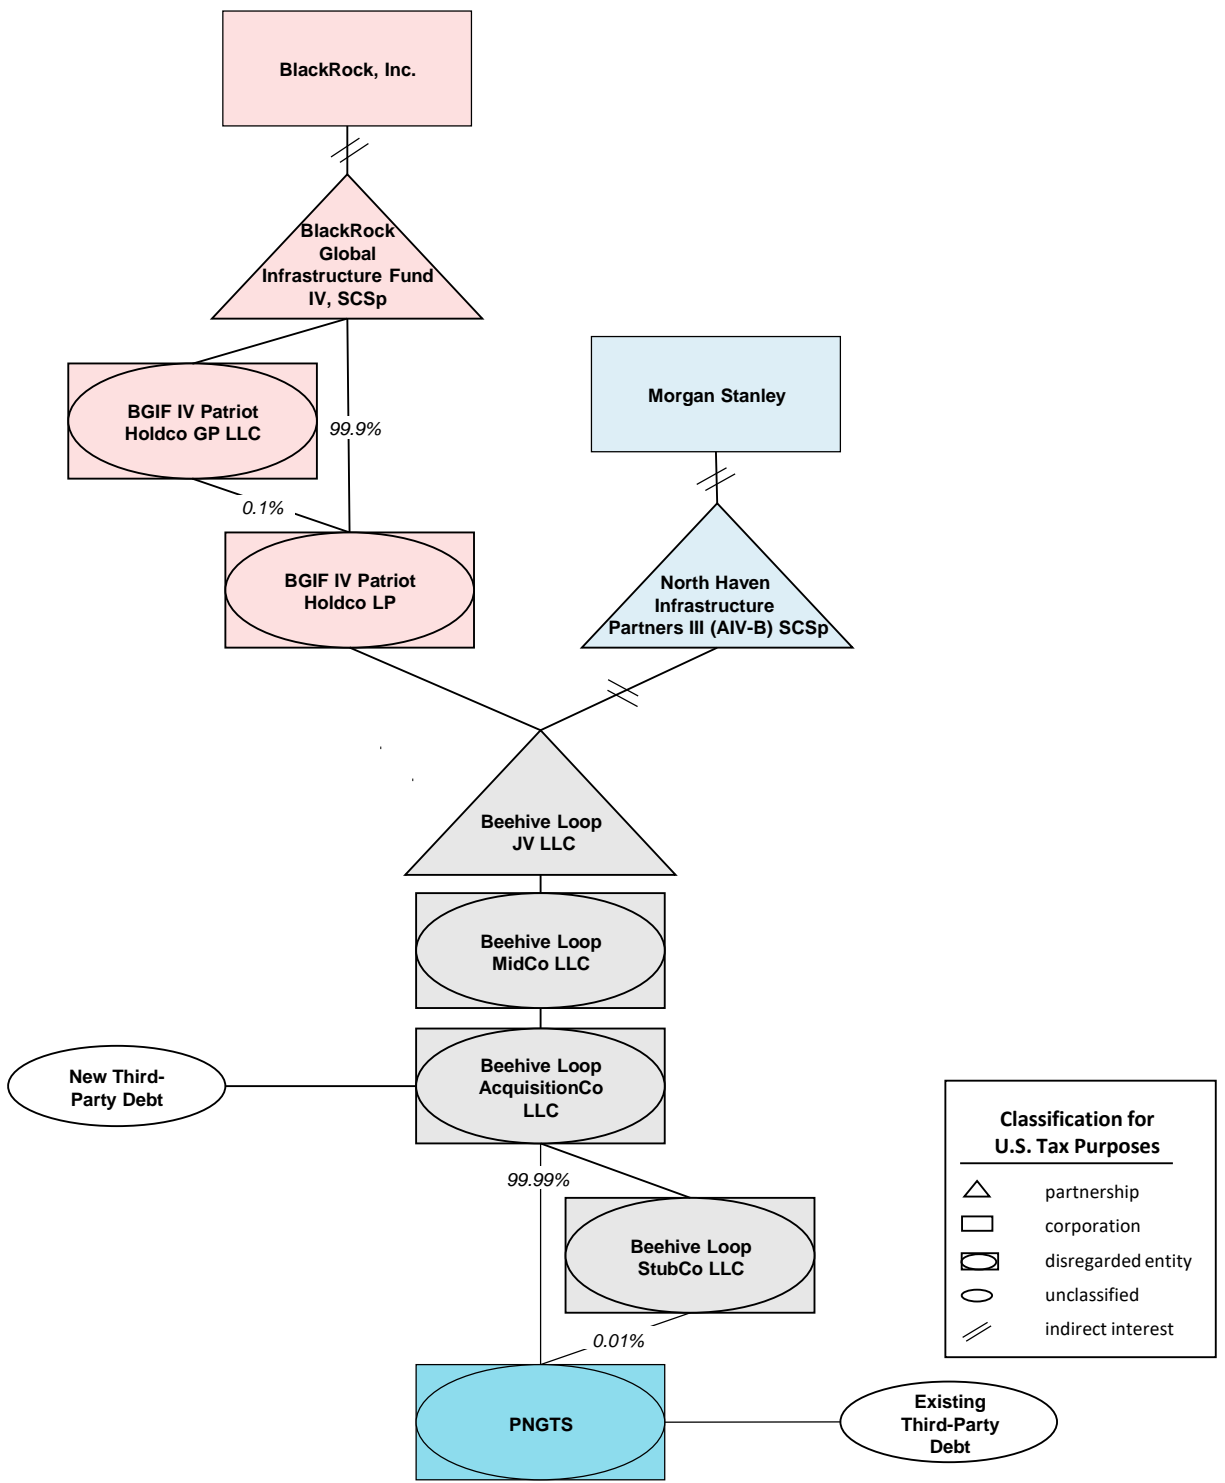 BlackRock, Inc.
BlackRock
Global
Infrastructure Fund
IV, SCSp
BGIF IV Patriot
Holdco GP LLC
99.9%
0.1%
BGIF IV Patriot
Holdco LP
Morgan Stanley
North Haven
Infrastructure
Partners III (AIV-B) SCSp
Beehive Loop
JV LLC
Beehive Loop
MidCo LLC
New Third-
Party Debt
Beehive Loop
AcquisitionCo
LLC
99.99%
Beehive Loop
StubCo LLC
0.01%
PNGTS
Existing
Third-Party
Debt
Classification for
U.S. Tax Purposes
partnership
corporation
disregarded entity
unclassified
indirect interest